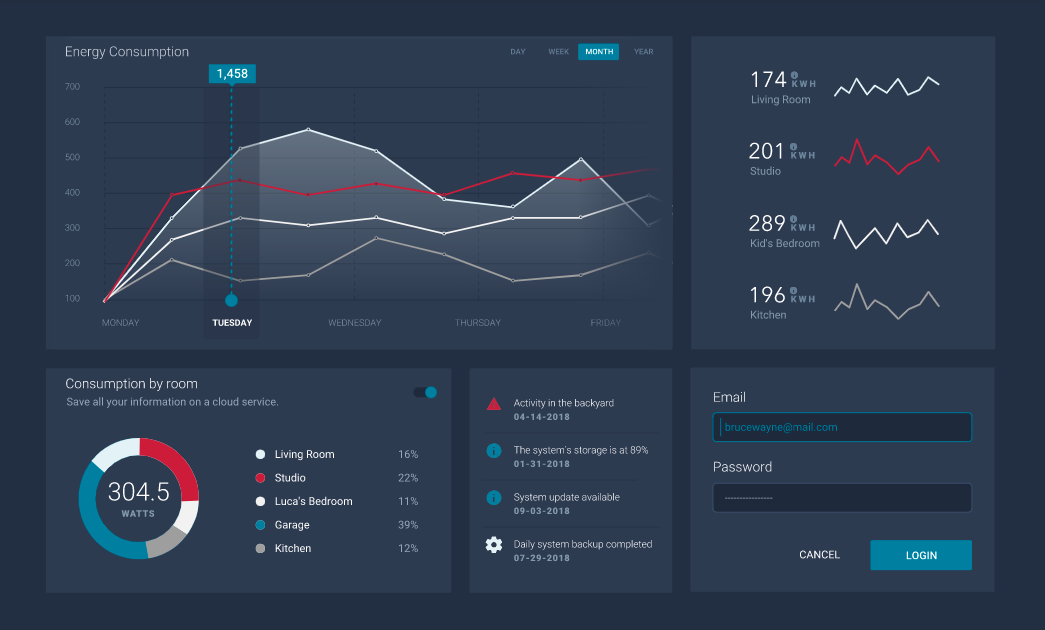 Energy Consumption
DAY WEEK MONTH YEAR
1,458
700
600
500
400
300
200
100
MONDAY TUESDAY WEDNESDAY THURSDAY FRIDAY
174 KWH
Living Room
201 KWH
Studio
289 KWH
Kid's Bedroom
196 KWH
Kitchen
Consumption by room
Save all your information on a cloud service.
304.5
WATTS
Living Room 16%
Studio 22%
Luca's Bedroom 11%
Garage 39%
Kitchen 12%
Activity in the backyard
04-14-2018
The system's storage is at 89%
01-31-2018
System update available
09-03-2018
Daily system backup completed
07-29-2018
Email
brucewayne@mail.com
Password
----------------
CANCEL LOGIN